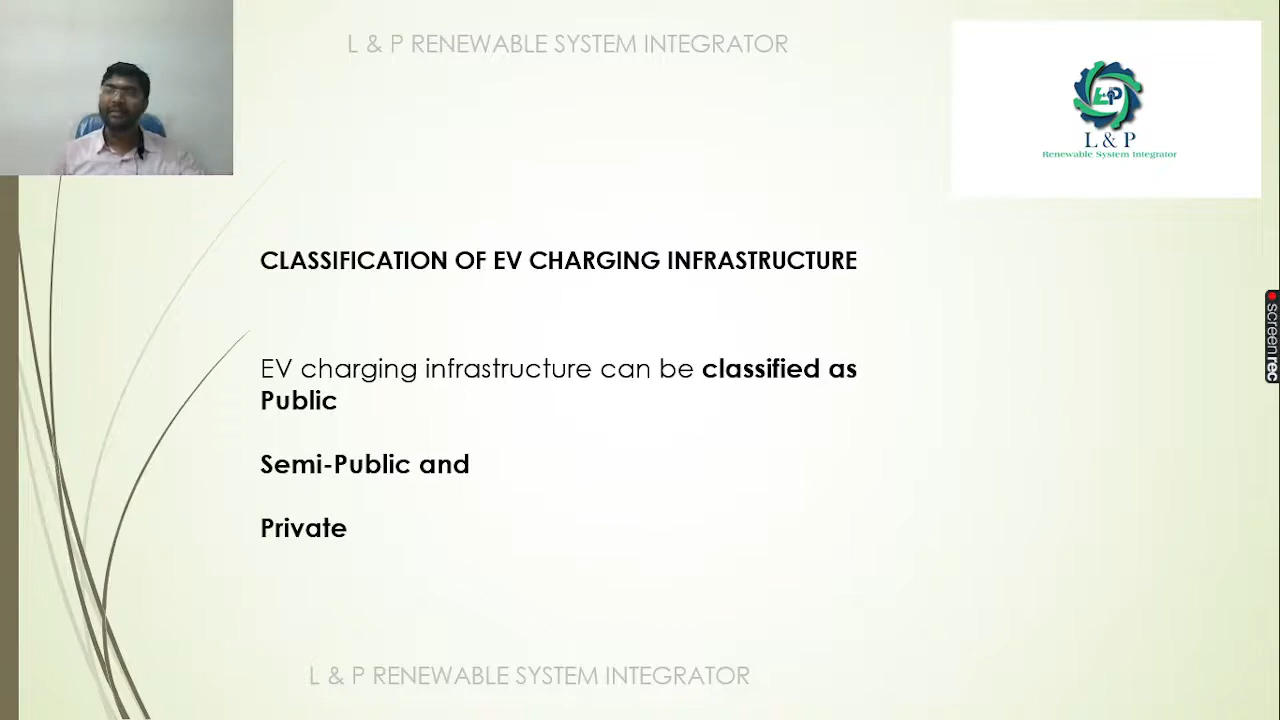 L & P RENEWABLE SYSTEM INTEGRATOR
L&P
L & P
Renewable System Integrator
CLASSIFICATION OF EV CHARGING INFRASTRUCTURE
EV charging infrastructure can be classified as
Public
Semi-Public and
Private
screenrec
L & P RENEWABLE SYSTEM INTEGRATOR